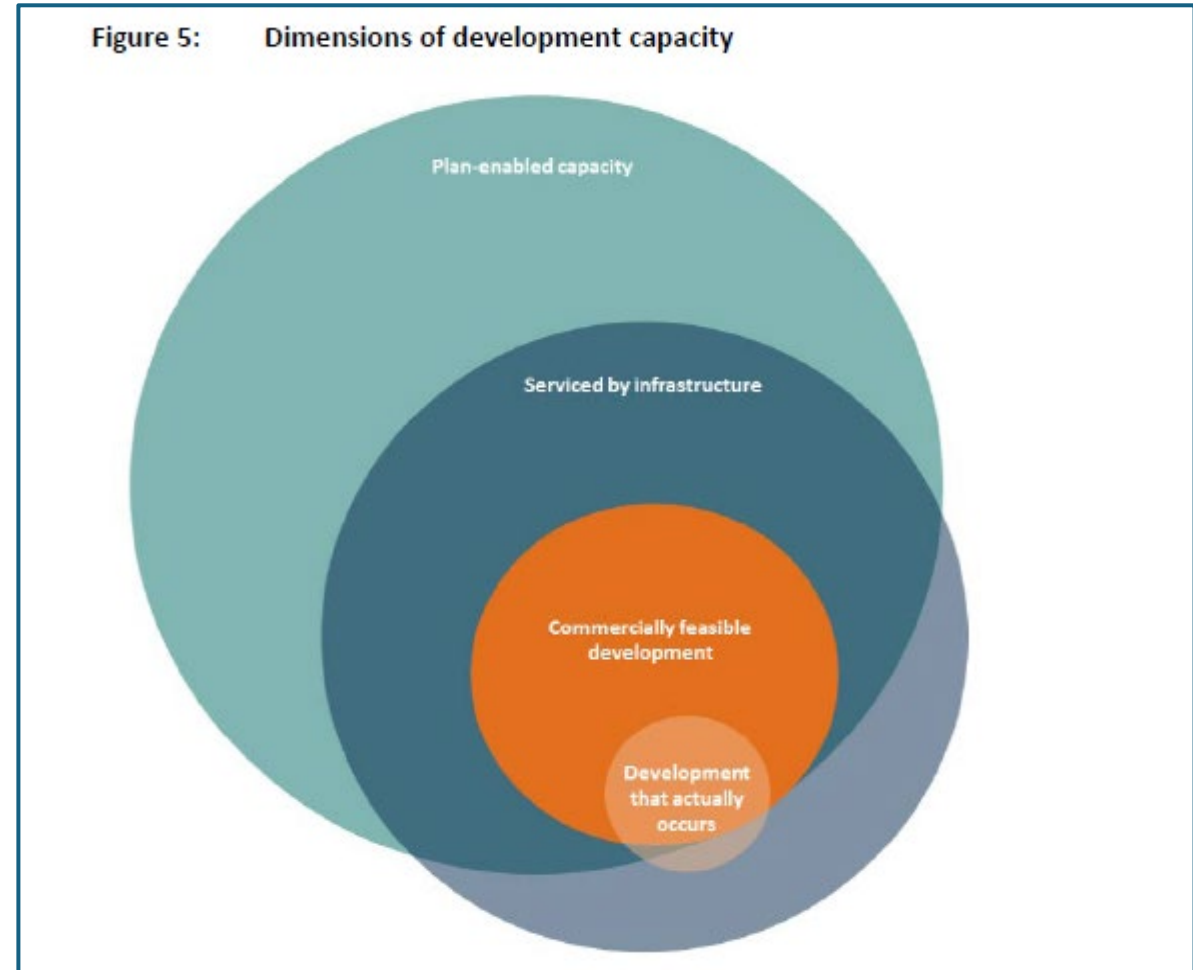 Figure 5: Dimensions of development capacity
Plan-enabled capacity
Serviced by infrastructure
Commercially feasible
development
Development
that actually
occurs